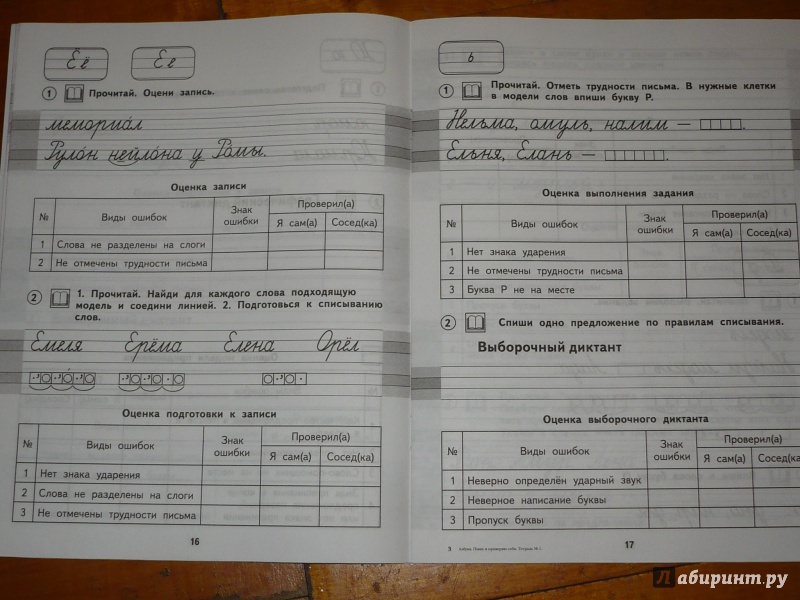 Её Ее
1 Прочитай. Оцени запись.
мемориа́л
Руло́н нейло́на у Ромы.
Оценка записи
№ Виды ошибок Знак ошибки Проверил(а)
Я сам(а) Сосед(ка)
1 Слова не разделены на слоги
2 Не отмечены трудности письма
2 1. Прочитай. Найди для каждого слова подходящую
модель и соедини линией. 2. Подготовься к списыванию
слов.
Емеля Ерёма Елена Орёл
Оценка подготовки к записи
№ Виды ошибок Знак ошибки Проверил(а)
Я сам(а) Сосед(ка)
1 Нет знака ударения
2 Слова не разделены на слоги
3 Не отмечены трудности письма
16
ь
1 Прочитай. Отметь трудности письма. В нужные клетки
в модели слов впиши букву Р.
Нельма, омуль, налим — .
Ельня, Елань — .
Оценка выполнения задания
№ Виды ошибок Знак ошибки Проверил(а)
Я сам(а) Сосед(ка)
1 Нет знака ударения
2 Не отмечены трудности письма
3 Буква Р не на месте
2 Спиши одно предложение по правилам списывания.
Выборочный диктант
Оценка выборочного диктанта
№ Виды ошибок Знак ошибки Проверил(а)
Я сам(а) Сосед(ка
1 Неверно определён ударный звук
2 Неверное написание буквы
3 Пропуск буквы
3 17
Лабиринт.ру